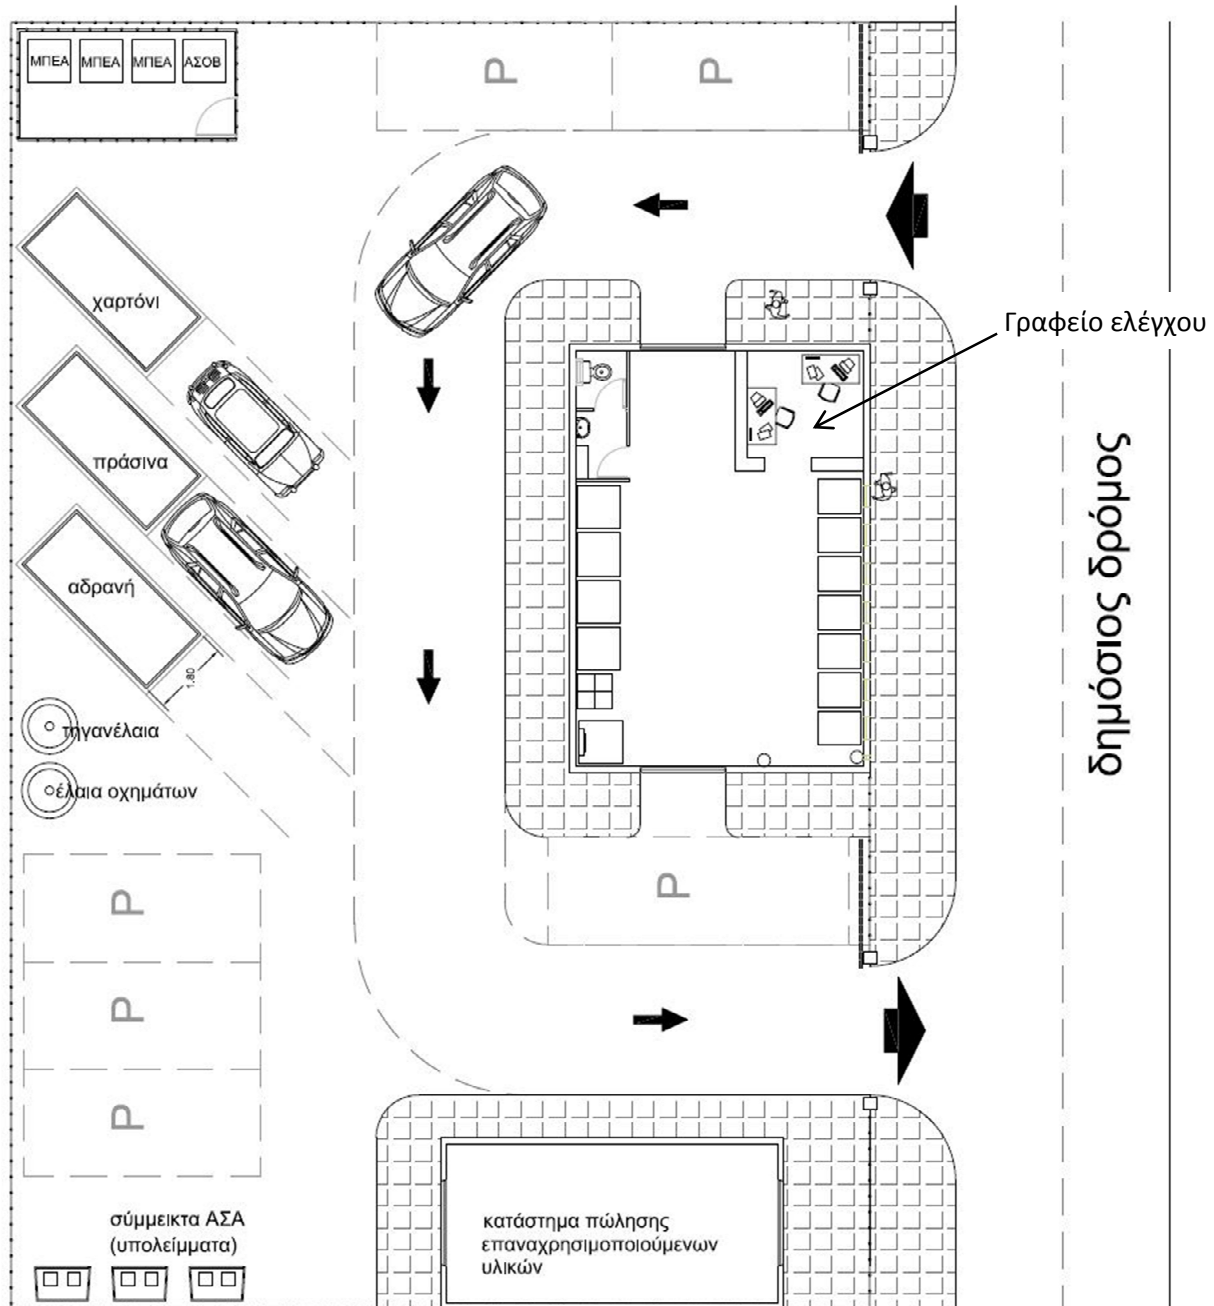 ΜΠΕΑ ΜΠΕΑ ΜΠΕΑ ΑΣΟΒ
P P
χαρτόνι
Γραφείο ελέγχου
πράσινα
αδρανή
1.80
δημόσιος δρόμος
τηγανέλαια
έλαια οχημάτων
P
P
P
P
σύμμεικτα ΑΣΑ
(υπολείμματα)
κατάστημα πώλησης
επαναχρησιμοποιούμενων
υλικών